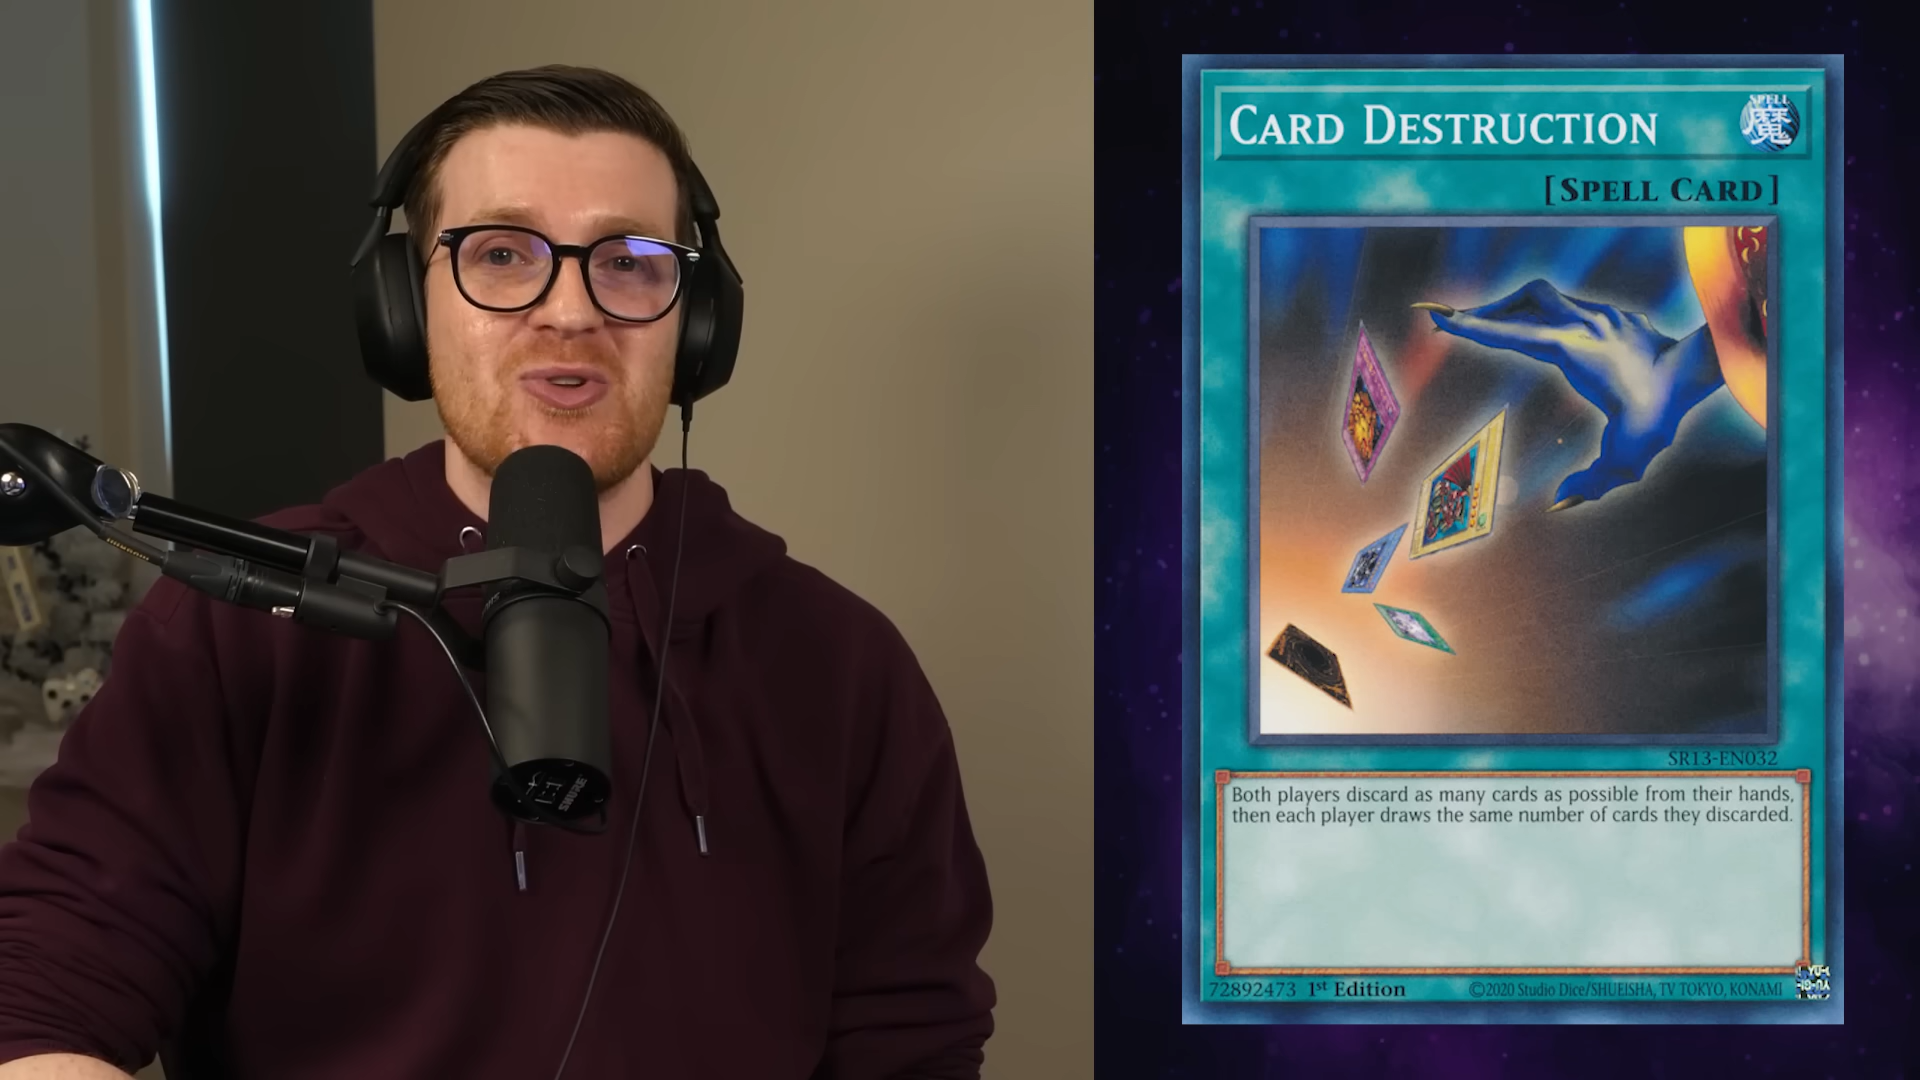 CARD DESTRUCTION
SPELL
魔
[SPELL CARD]
SR13-EN032
Both players discard as many cards as possible from their hands,
then each player draws the same number of cards they discarded.
72892473 1st Edition ©2020 Studio Dice/SHUEISHA, TV TOKYO, KONAMI
SHURE